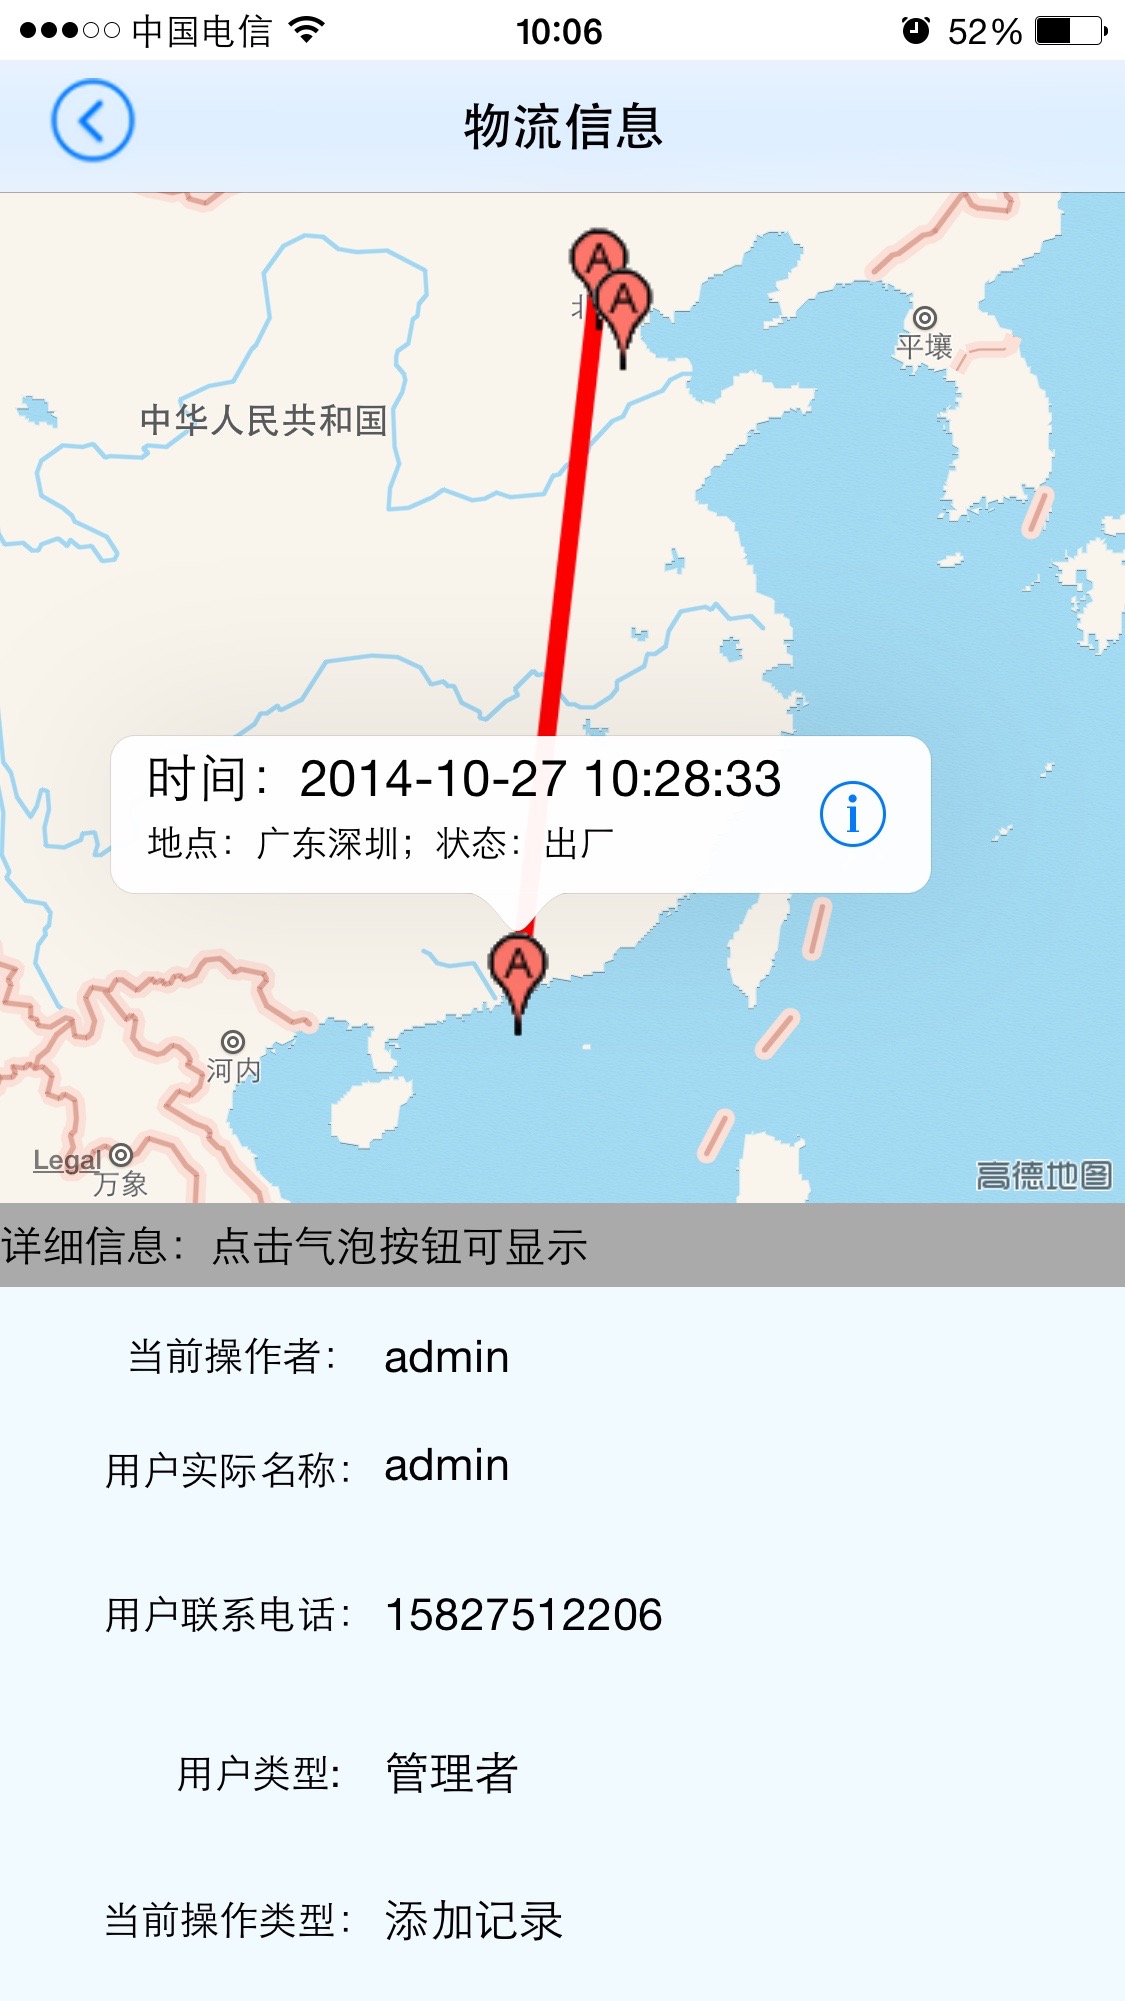 中国电信 10:06 52%
物流信息
A
A
北
平壤
中华人民共和国
时间：2014-10-27 10:28:33
地点：广东深圳；状态：出厂
i
A
河内
Legal
万象
高德地图
详细信息：点击气泡按钮可显示
当前操作者： admin
用户实际名称： admin
用户联系电话： 15827512206
用户类型: 管理者
当前操作类型： 添加记录